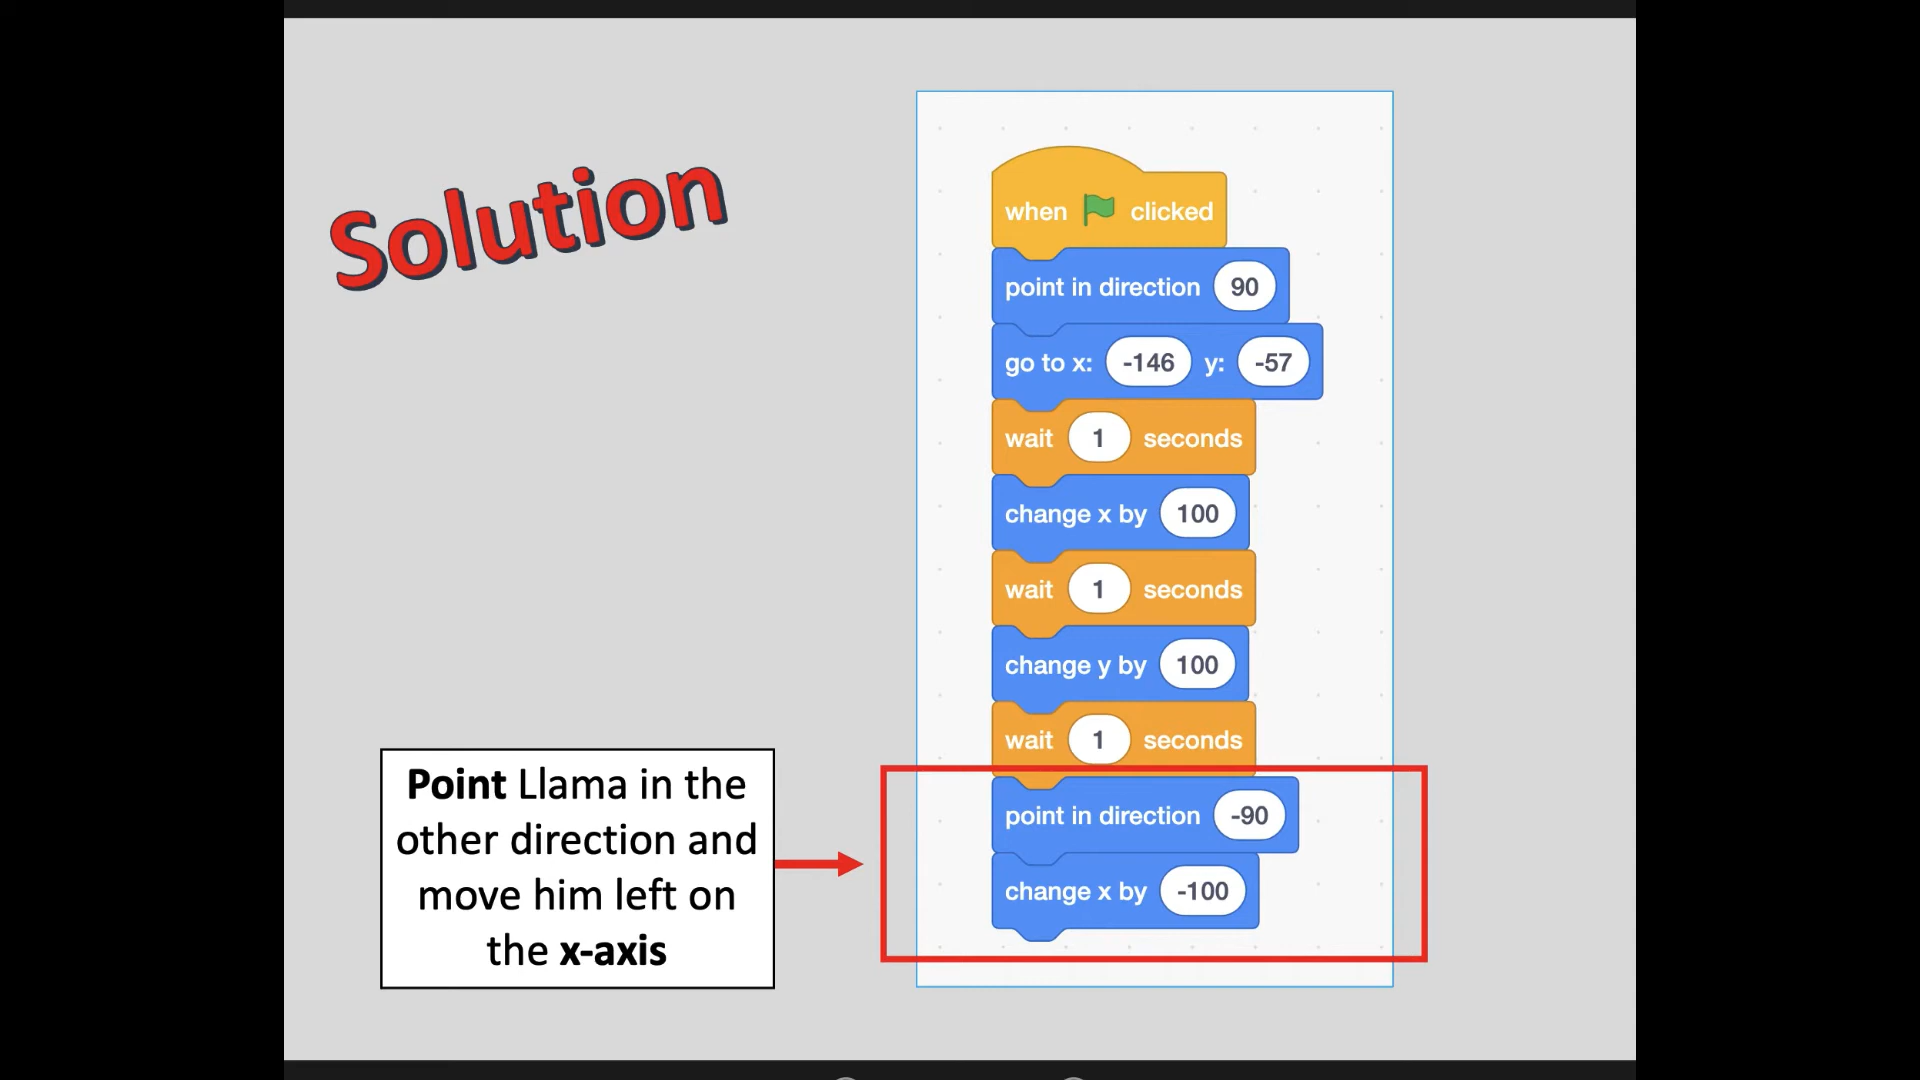 Solution
when clicked
point in direction 90
go to x: -146 y: -57
wait 1 seconds
change x by 100
wait 1 seconds
change y by 100
wait 1 seconds
point in direction -90
change x by -100
Point Llama in the
other direction and
move him left on
the x-axis